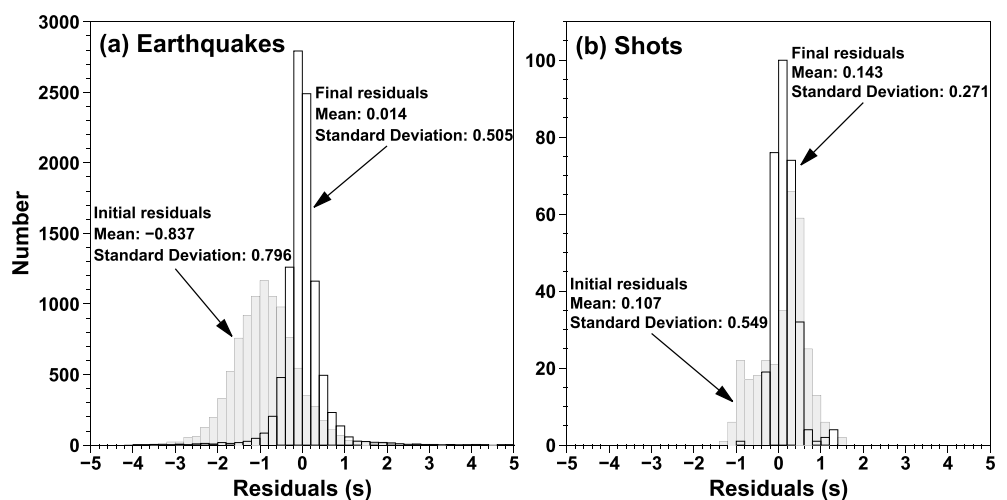 (a) Earthquakes
Final residuals
Mean: 0.014
Standard Deviation: 0.505
Initial residuals
Mean: −0.837
Standard Deviation: 0.796
Number
3000
2500
2000
1500
1000
500
0
−5 −4 −3 −2 −1 0 1 2 3 4 5
Residuals (s)
(b) Shots
Final residuals
Mean: 0.143
Standard Deviation: 0.271
Initial residuals
Mean: 0.107
Standard Deviation: 0.549
100
80
60
40
20
0
−5 −4 −3 −2 −1 0 1 2 3 4 5
Residuals (s)